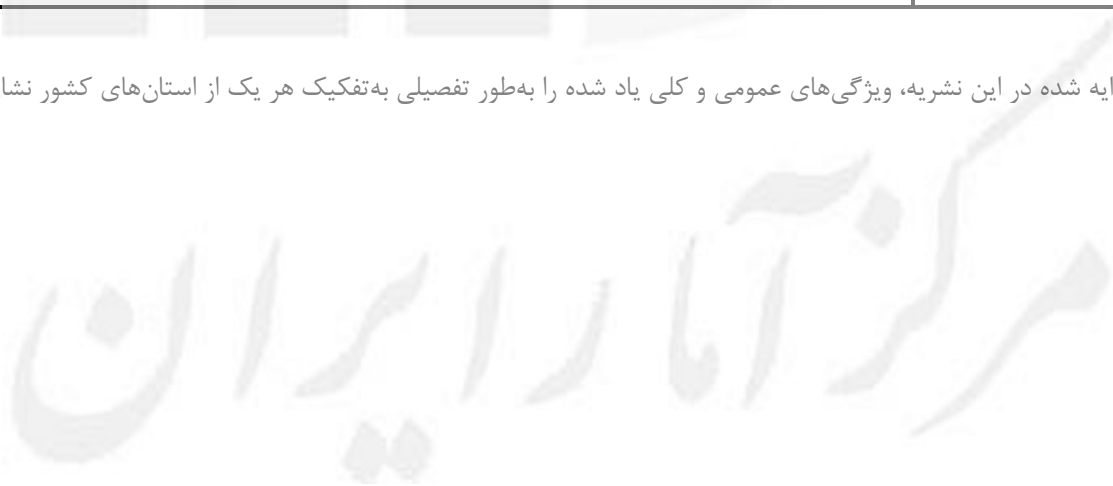 ایه شده در این نشریه، ویژگی‌های عمومی و کلی یاد شده را به‌طور تفصیلی به‌تفکیک هر یک از استان‌های کشور نشا
مرکز آمار ایران